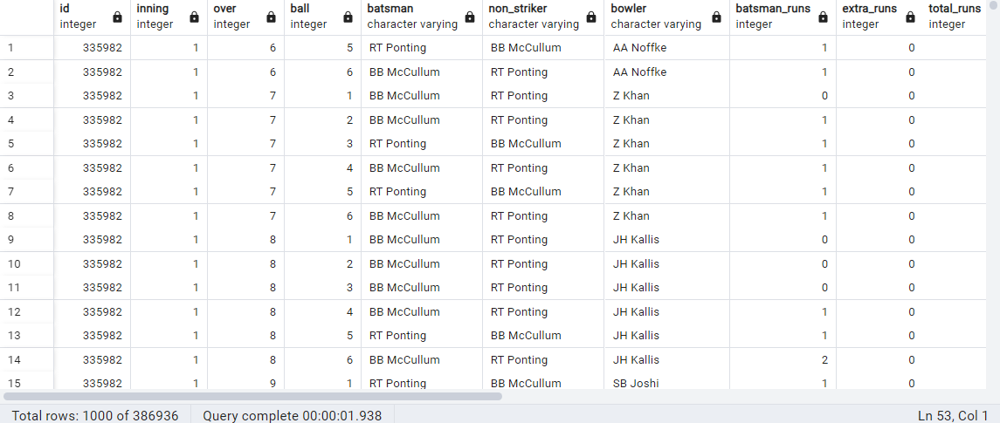 id inning over ball batsman non_striker bowler batsman_runs extra_runs total_runs
integer integer integer integer character varying character varying character varying integer integer integer
1 335982 1 6 5 RT Ponting BB McCullum AA Noffke 1 0
2 335982 1 6 6 BB McCullum RT Ponting AA Noffke 1 0
3 335982 1 7 1 BB McCullum RT Ponting Z Khan 0 0
4 335982 1 7 2 BB McCullum RT Ponting Z Khan 1 0
5 335982 1 7 3 RT Ponting BB McCullum Z Khan 1 0
6 335982 1 7 4 BB McCullum RT Ponting Z Khan 1 0
7 335982 1 7 5 RT Ponting BB McCullum Z Khan 1 0
8 335982 1 7 6 BB McCullum RT Ponting Z Khan 1 0
9 335982 1 8 1 BB McCullum RT Ponting JH Kallis 0 0
10 335982 1 8 2 BB McCullum RT Ponting JH Kallis 0 0
11 335982 1 8 3 BB McCullum RT Ponting JH Kallis 0 0
12 335982 1 8 4 BB McCullum RT Ponting JH Kallis 1 0
13 335982 1 8 5 RT Ponting BB McCullum JH Kallis 1 0
14 335982 1 8 6 BB McCullum RT Ponting JH Kallis 2 0
15 335982 1 9 1 RT Ponting BB McCullum SB Joshi 1 0
Total rows: 1000 of 386936 Query complete 00:00:01.938 Ln 53, Col 1